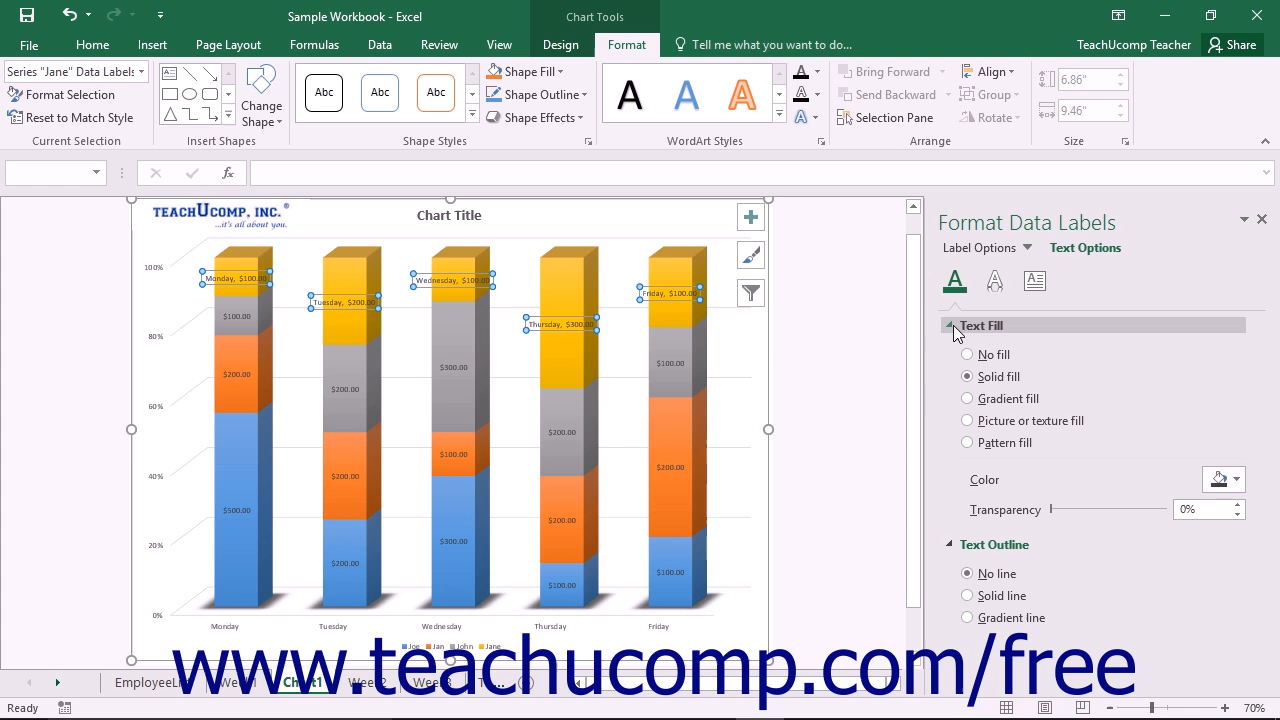 Sample Workbook - Excel
Chart Tools
File Home Insert Page Layout Formulas Data Review View Design Format Tell me what you want to do... TeachUcomp Teacher Share
Series "Jane" Data Labels
Format Selection
Reset to Match Style
Current Selection
Change
Shape
Insert Shapes
Abc Abc Abc
Shape Fill
Shape Outline
Shape Effects
Shape Styles
A A A
WordArt Styles
Bring Forward
Send Backward
Selection Pane
Align
Group
Rotate
Arrange
6.86"
9.46"
Size
fx
TEACHUCOMP, INC.®
...it's all about you.
Chart Title
100%
80%
60%
40%
20%
0%
Monday, $100.00
$100.00
$200.00
$500.00
Tuesday, $200.00
$200.00
$200.00
$200.00
Wednesday, $100.00
$300.00
$100.00
$300.00
Thursday, $300.00
$200.00
$200.00
$100.00
Friday, $100.00
$100.00
$200.00
$100.00
Monday Tuesday Wednesday Thursday Friday
Joe Jan John Jane
Format Data Labels
Label Options Text Options
Text Fill
No fill
Solid fill
Gradient fill
Picture or texture fill
Pattern fill
Color
Transparency 0%
Text Outline
No line
Solid line
Gradient line
www.teachucomp.com/free
Chart1
Ready
70%